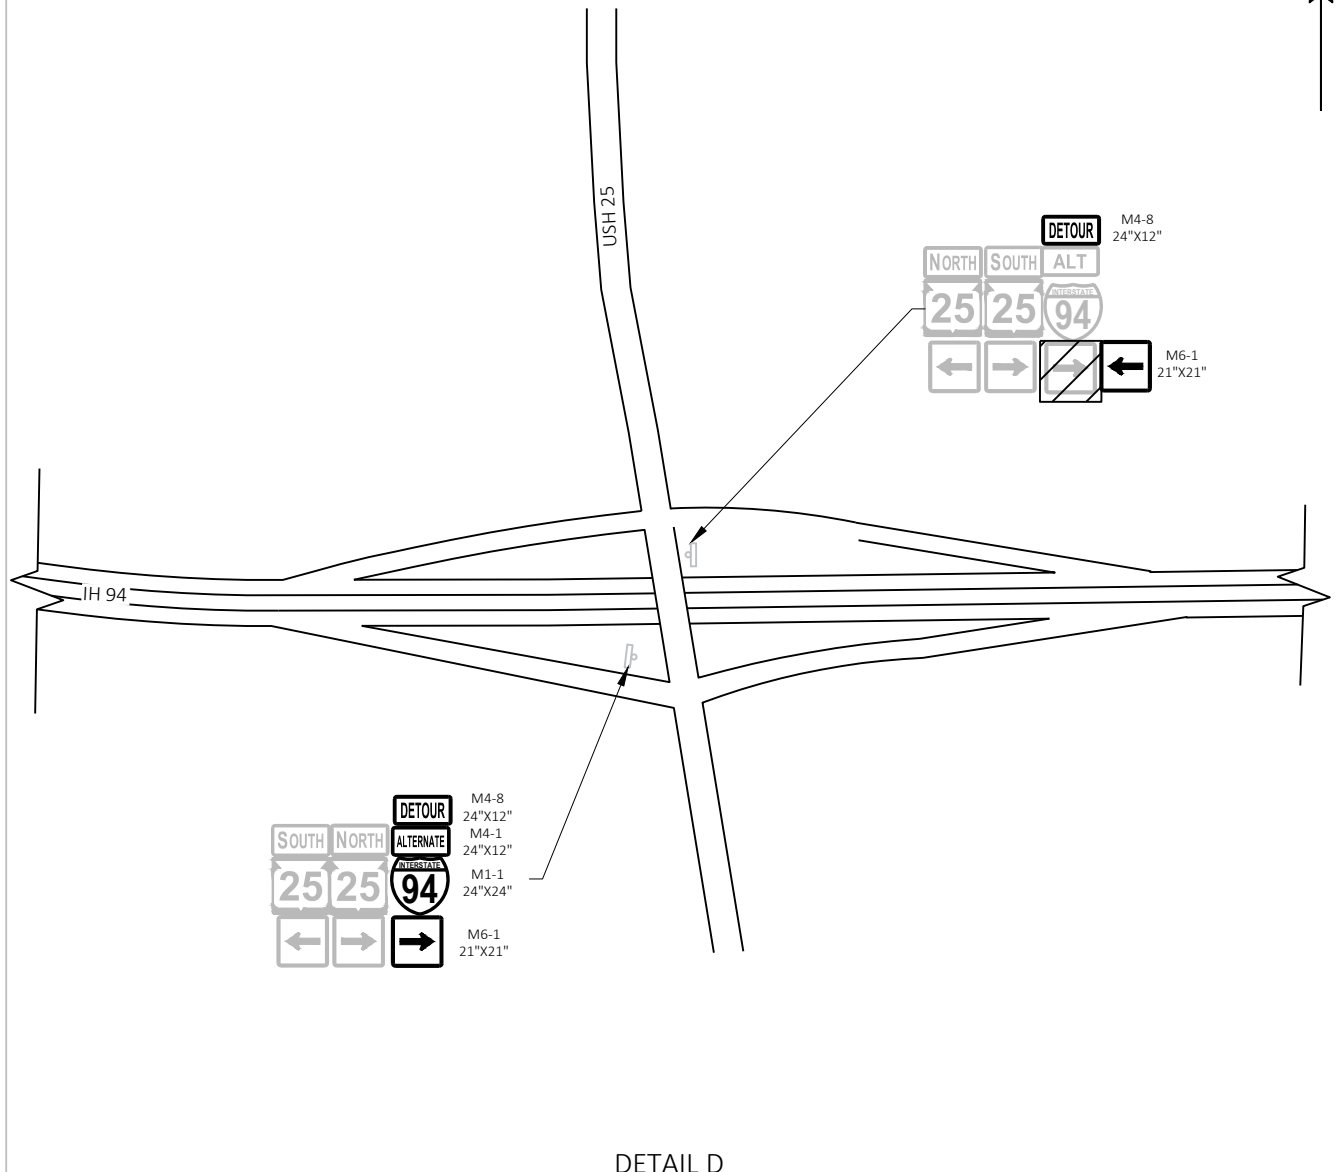 USH 25
DETOUR
M4-8
24"X12"
NORTH
SOUTH
ALT
25
25
INTERSTATE
94
M6-1
21"X21"
IH 94
DETOUR
M4-8
24"X12"
SOUTH
NORTH
ALTERNATE
M4-1
24"X12"
25
25
INTERSTATE
94
M1-1
24"X24"
M6-1
21"X21"
DETAIL D